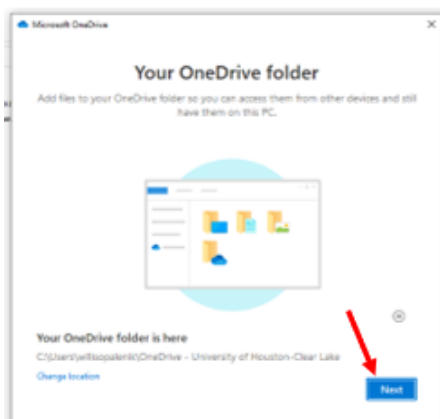 Microsoft OneDrive
Your OneDrive folder
Add files to your OneDrive folder so you can access them from other devices and still
have them on this PC.
Your OneDrive folder is here
C:\Users\willsopalenik\OneDrive - University of Houston-Clear Lake
Change location
Next